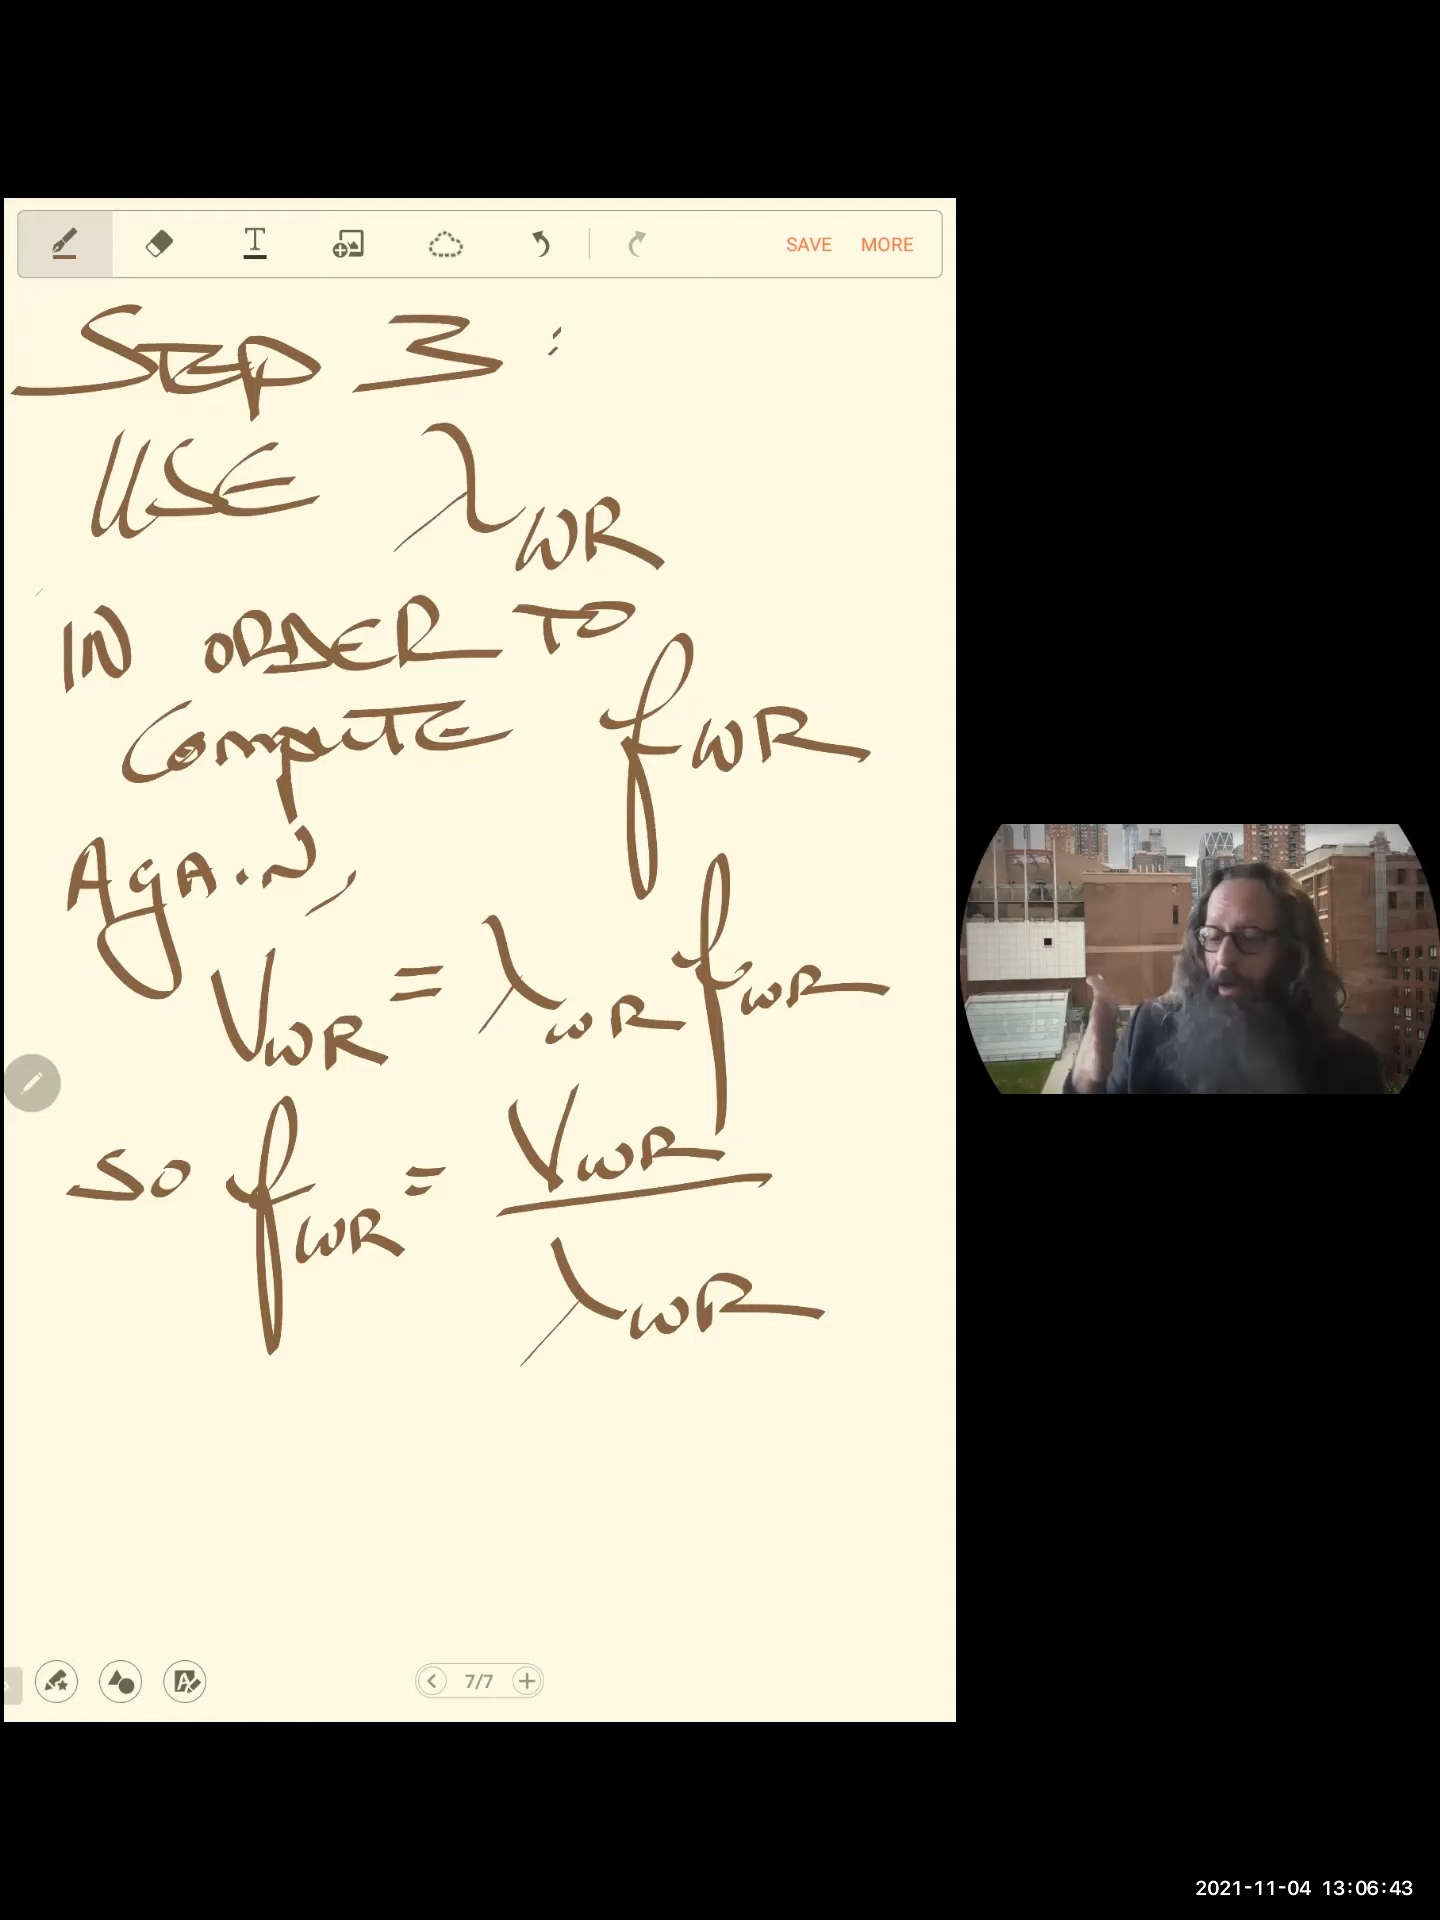 T
SAVE MORE
STEP 3 :
USE λWR
IN ORDER TO
COMPUTE fWR
AGAIN,
VWR = λWR fWR
SO fWR = VWR
λWR
A
7/7
2021-11-04 13:06:43